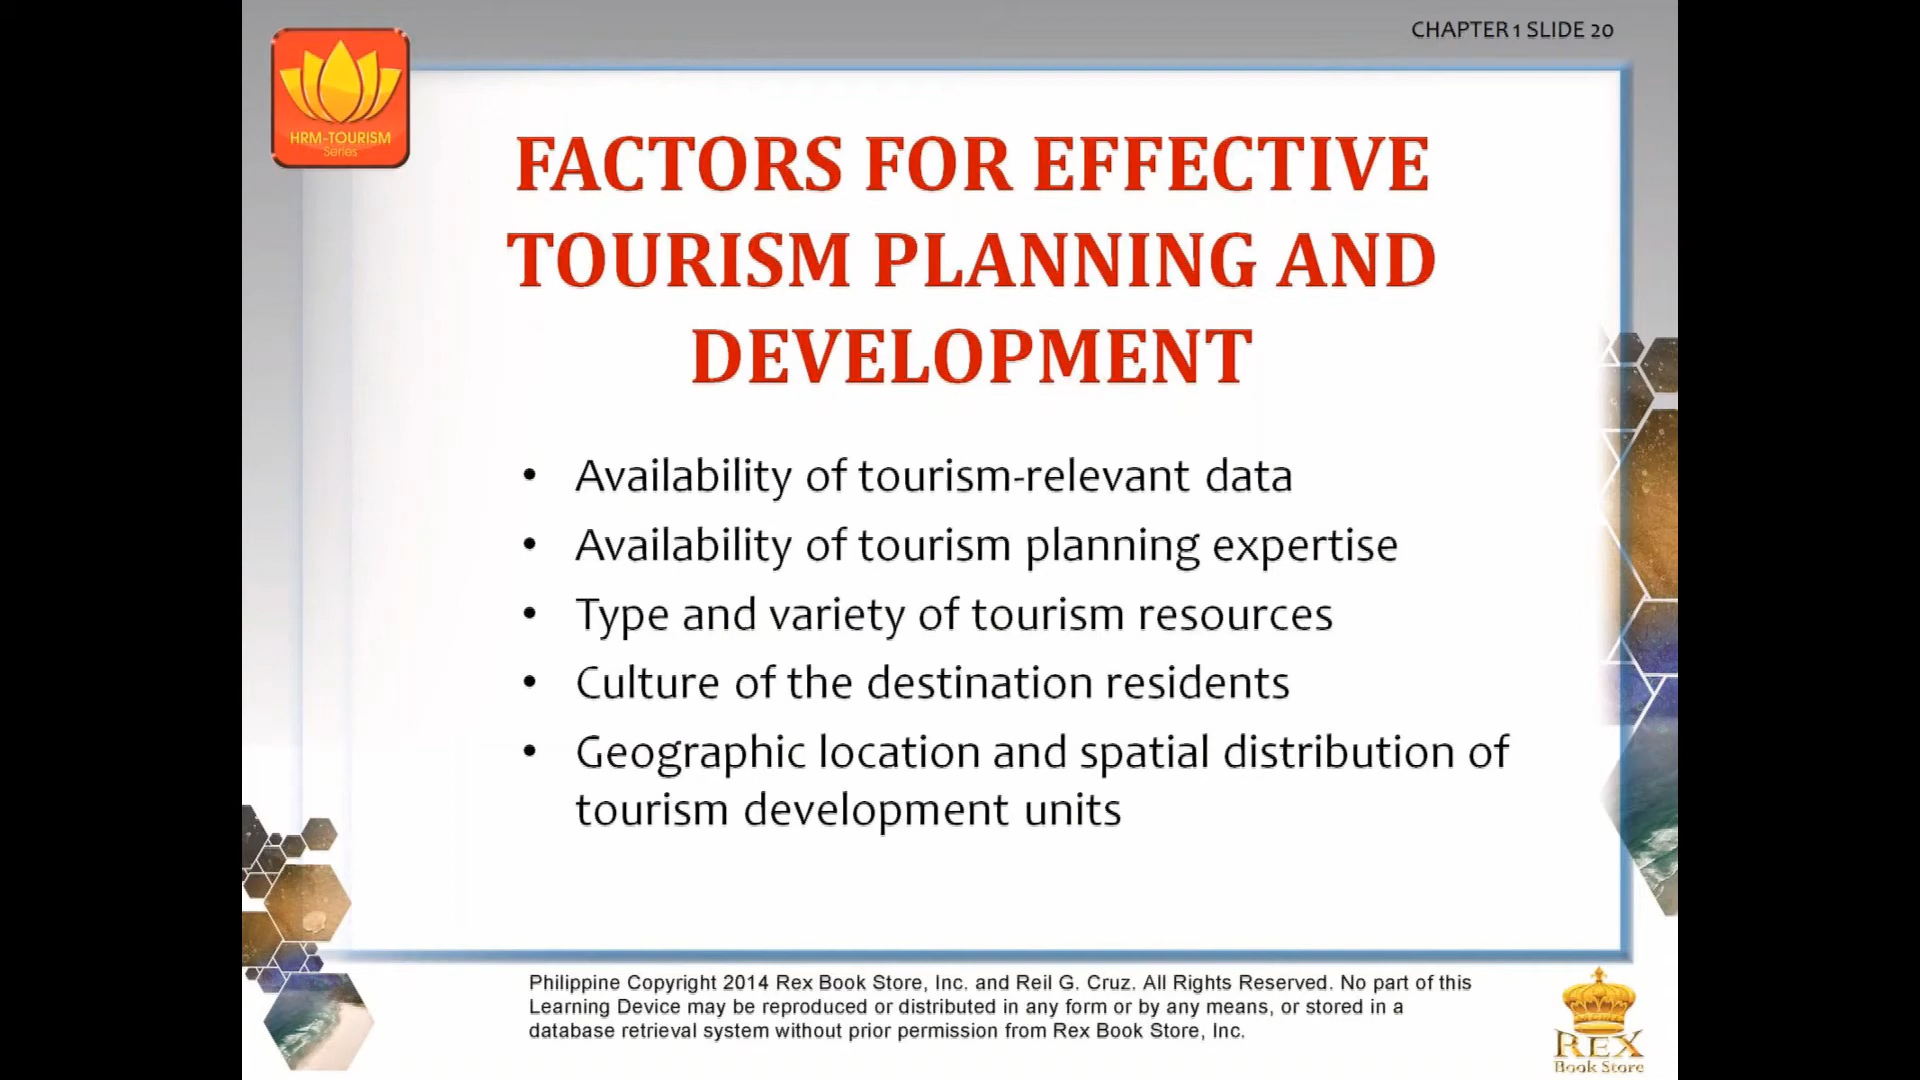 CHAPTER 1 SLIDE 20
HRM-TOURISM
Series
FACTORS FOR EFFECTIVE
TOURISM PLANNING AND
DEVELOPMENT
• Availability of tourism-relevant data
• Availability of tourism planning expertise
• Type and variety of tourism resources
• Culture of the destination residents
• Geographic location and spatial distribution of
tourism development units
Philippine Copyright 2014 Rex Book Store, Inc. and Reil G. Cruz. All Rights Reserved. No part of this
Learning Device may be reproduced or distributed in any form or by any means, or stored in a
database retrieval system without prior permission from Rex Book Store, Inc.
REX
Book Store